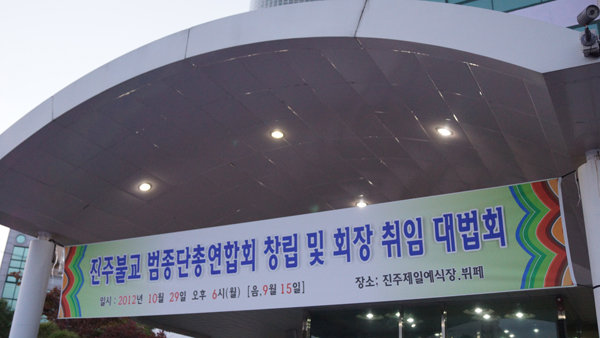 진주불교 범종단총연합회 창립 및 회장 취임 대법회
일시 : 2012년 10월 29일 오후 6시(월) [음,9월 15일] 장소: 진주제일예식장.뷔페